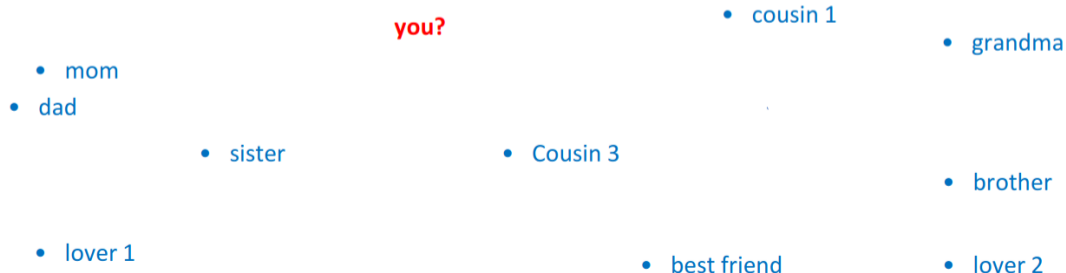 • cousin 1
you?
• grandma
• mom
• dad
• sister
• Cousin 3
• brother
• lover 1
• best friend
• lover 2